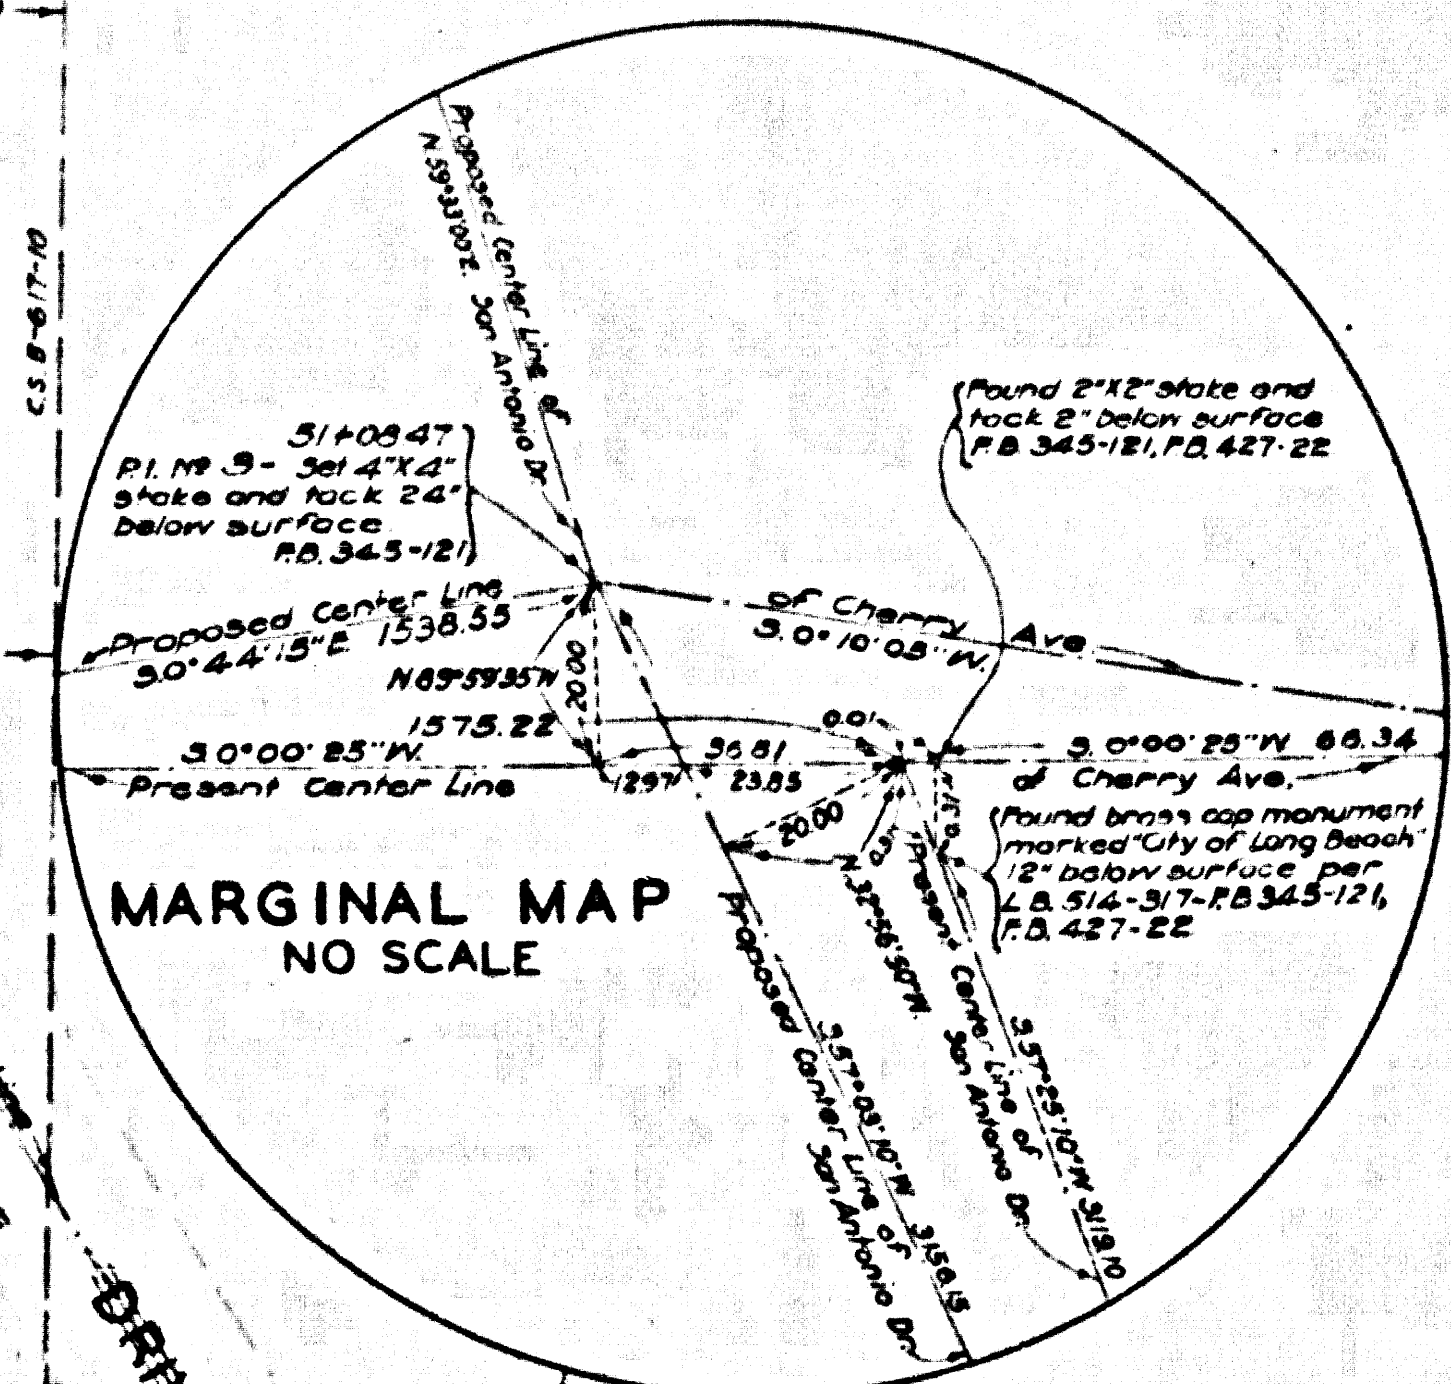 C.S. B-617-10
Proposed Center Line of
N.59°33'00"E. San Antonio Dr.
51+08.47
P.I. Nº 3 - Set 4"X4"
stake and tack 24"
below surface
F.B. 345-121,
Found 2"X2" stake and
tack 2" below surface
F.B. 345-121, F.B. 427-22
Proposed Center Line
S.0°44'15"E 1538.55
of Cherry Ave
S.0°10'05"W.
N.89°59'35"W
20.00
1575.22
S.0°00'25"W.
Present Center Line
36.81
12.97
23.85
0.01
S.0°00'25"W 66.34
of Cherry Ave.
20.00
N.32°56'50"W.
Found brass cap monument
marked "City of Long Beach"
12" below surface per
L.B. 514-317-F.B 345-121,
F.B. 427-22
MARGINAL MAP
NO SCALE
Proposed Center Line of
San Antonio Dr.
S.57°03'10"W 3156.15
Present Center Line of
San Antonio Dr.
S.57°25'10"W 3119.10